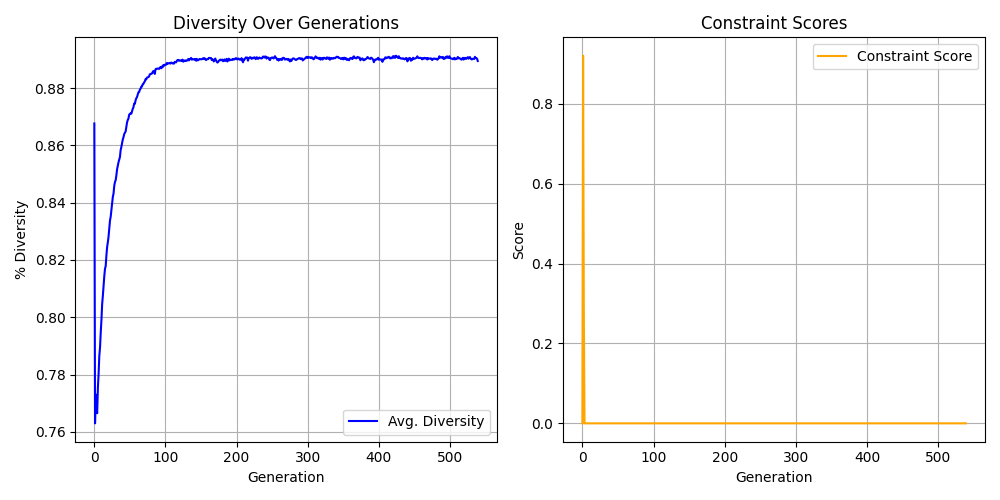 Diversity Over Generations
% Diversity
0.88
0.86
0.84
0.82
0.80
0.78
0.76
0 100 200 300 400 500
Generation
Avg. Diversity
Constraint Scores
Score
0.8
0.6
0.4
0.2
0.0
0 100 200 300 400 500
Generation
Constraint Score